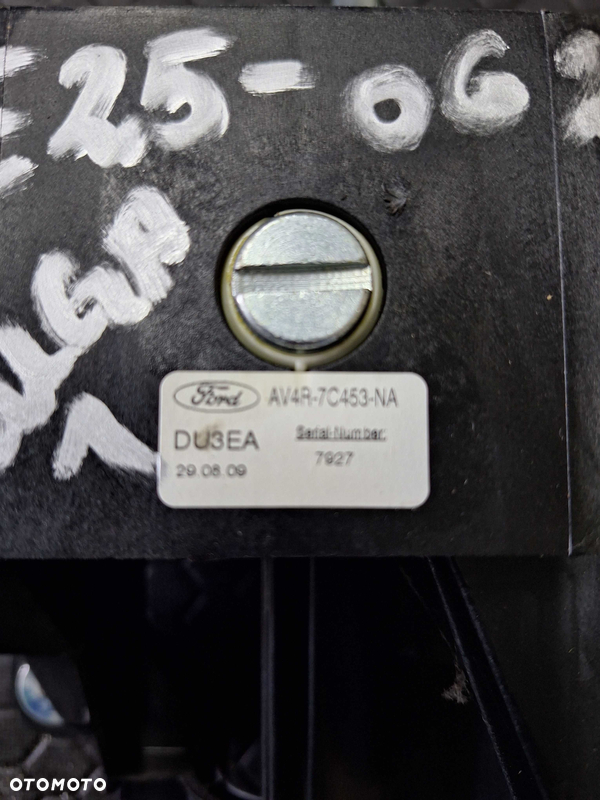 25-06
Ford AV4R-7C453-NA
DU3EA
Serial-Number:
29.08.09
7927
OTOMOTO